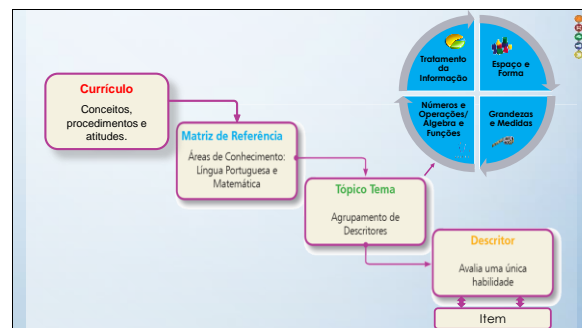 Currículo
Conceitos,
procedimentos e
atitudes.
Matriz de Referência
Áreas de Conhecimento:
Língua Portuguesa e
Matemática
Tópico Tema
Agrupamento de
Descritores
Descritor
Avalia uma única
habilidade
Item
Tratamento
da
Informação
Espaço e
Forma
Números e
Operações/
Álgebra e
Funções
Grandezas
e Medidas